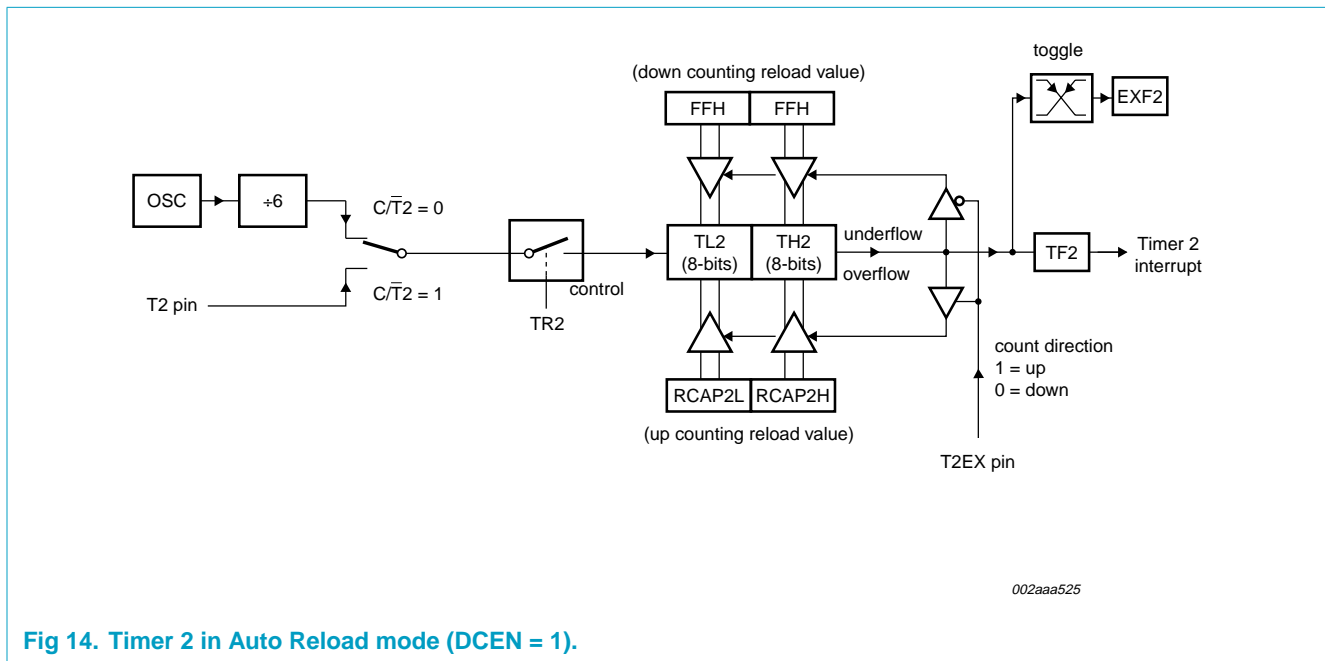 toggle
(down counting reload value)
FFH FFH
EXF2
OSC
÷6
C/T̅2 = 0
TL2 (8-bits)
TH2 (8-bits)
underflow
overflow
TF2
Timer 2 interrupt
control
C/T̅2 = 1
T2 pin
TR2
count direction
1 = up
0 = down
RCAP2L RCAP2H
(up counting reload value)
T2EX pin
002aaa525
Fig 14. Timer 2 in Auto Reload mode (DCEN = 1).